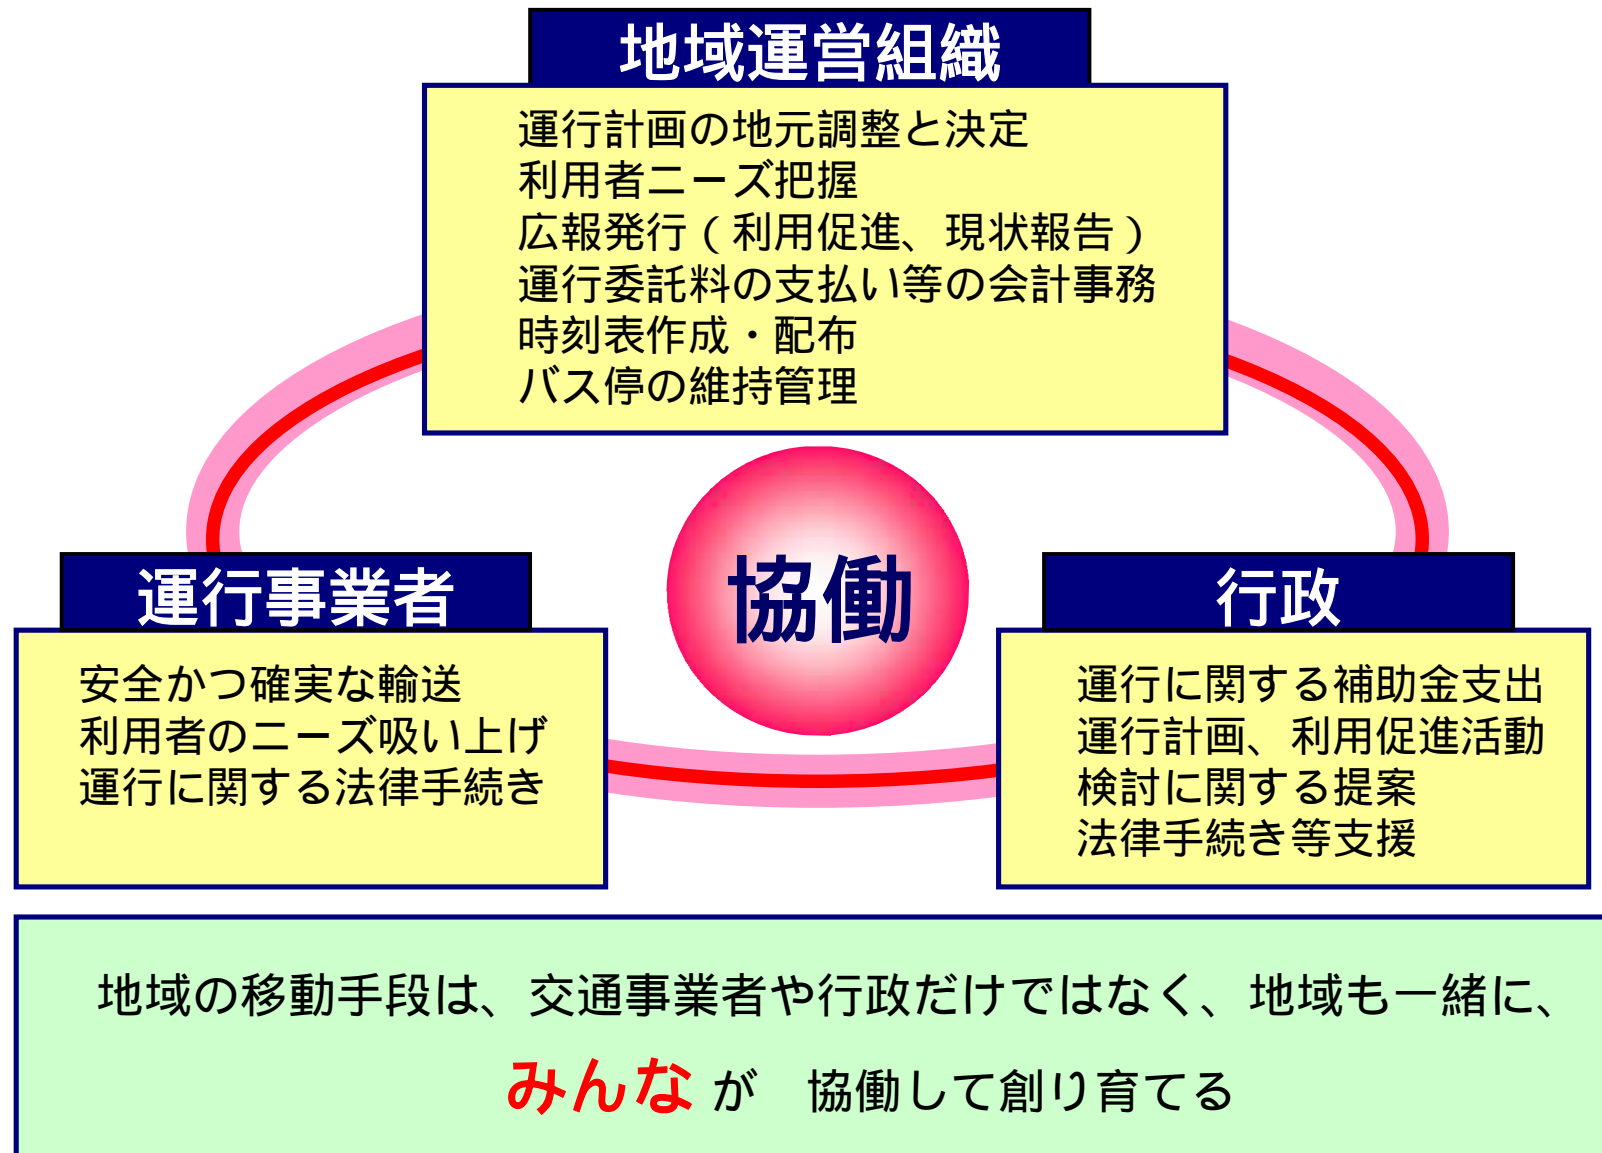 地域運営組織
運行計画の地元調整と決定
利用者ニーズ把握
広報発行（利用促進、現状報告）
運行委託料の支払い等の会計事務
時刻表作成・配布
バス停の維持管理
協働
運行事業者
安全かつ確実な輸送
利用者のニーズ吸い上げ
運行に関する法律手続き
行政
運行に関する補助金支出
運行計画、利用促進活動
検討に関する提案
法律手続き等支援
地域の移動手段は、交通事業者や行政だけではなく、地域も一緒に、
みんな が　協働して創り育てる